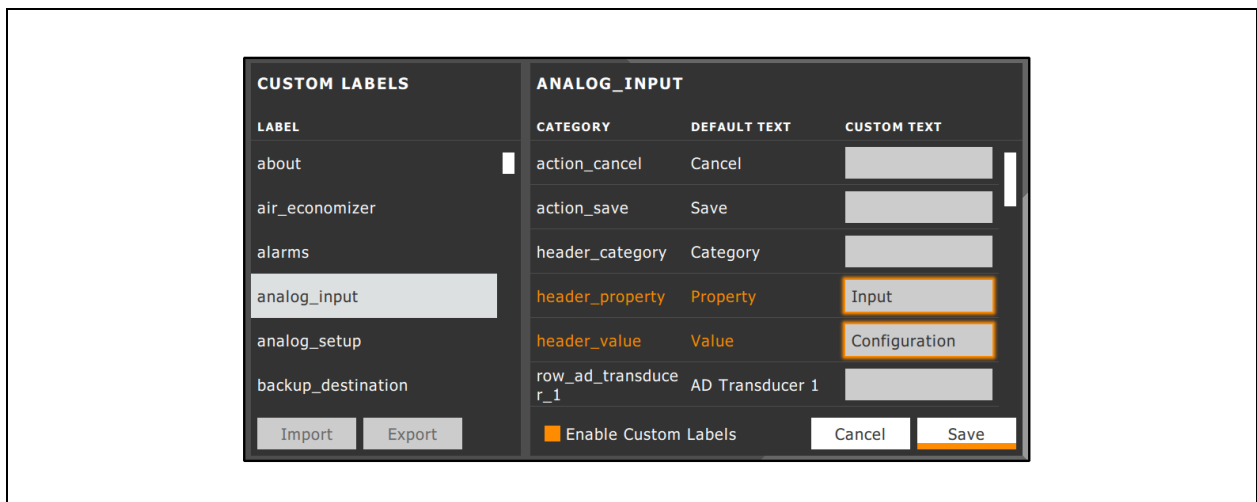 CUSTOM LABELS
LABEL
about
air_economizer
alarms
analog_input
analog_setup
backup_destination
Import Export
ANALOG_INPUT
CATEGORY DEFAULT TEXT CUSTOM TEXT
action_cancel Cancel
action_save Save
header_category Category
header_property Property Input
header_value Value Configuration
row_ad_transduce
r_1
AD Transducer 1
Enable Custom Labels Cancel Save